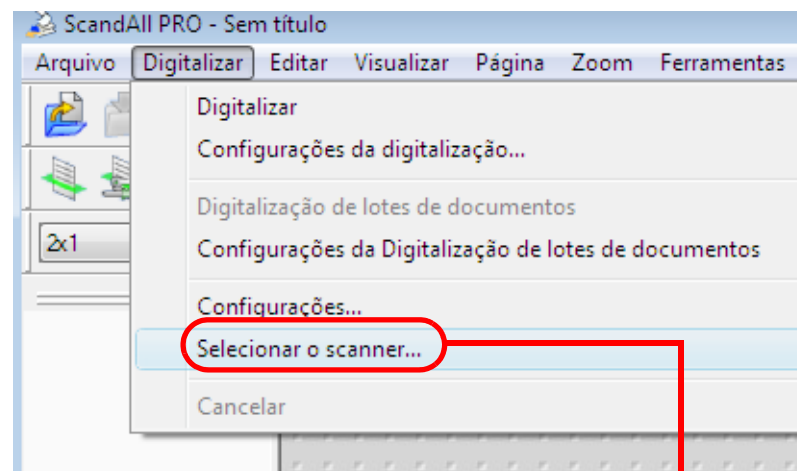 ScandAll PRO - Sem título
Arquivo Digitalizar Editar Visualizar Página Zoom Ferramentas
Digitalizar
Configurações da digitalização...
Digitalização de lotes de documentos
2x1
Configurações da Digitalização de lotes de documentos
Configurações...
Selecionar o scanner...
Cancelar